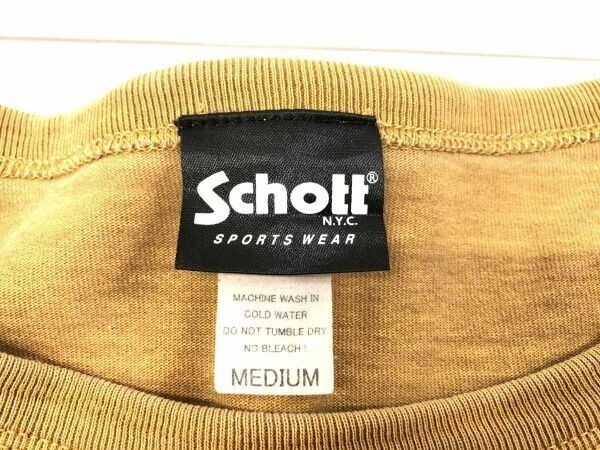 Schott®
N.Y.C.
SPORTS WEAR
MACHINE WASH IN
COLD WATER
DO NOT TUMBLE DRY
NO BLEACH!
MEDIUM